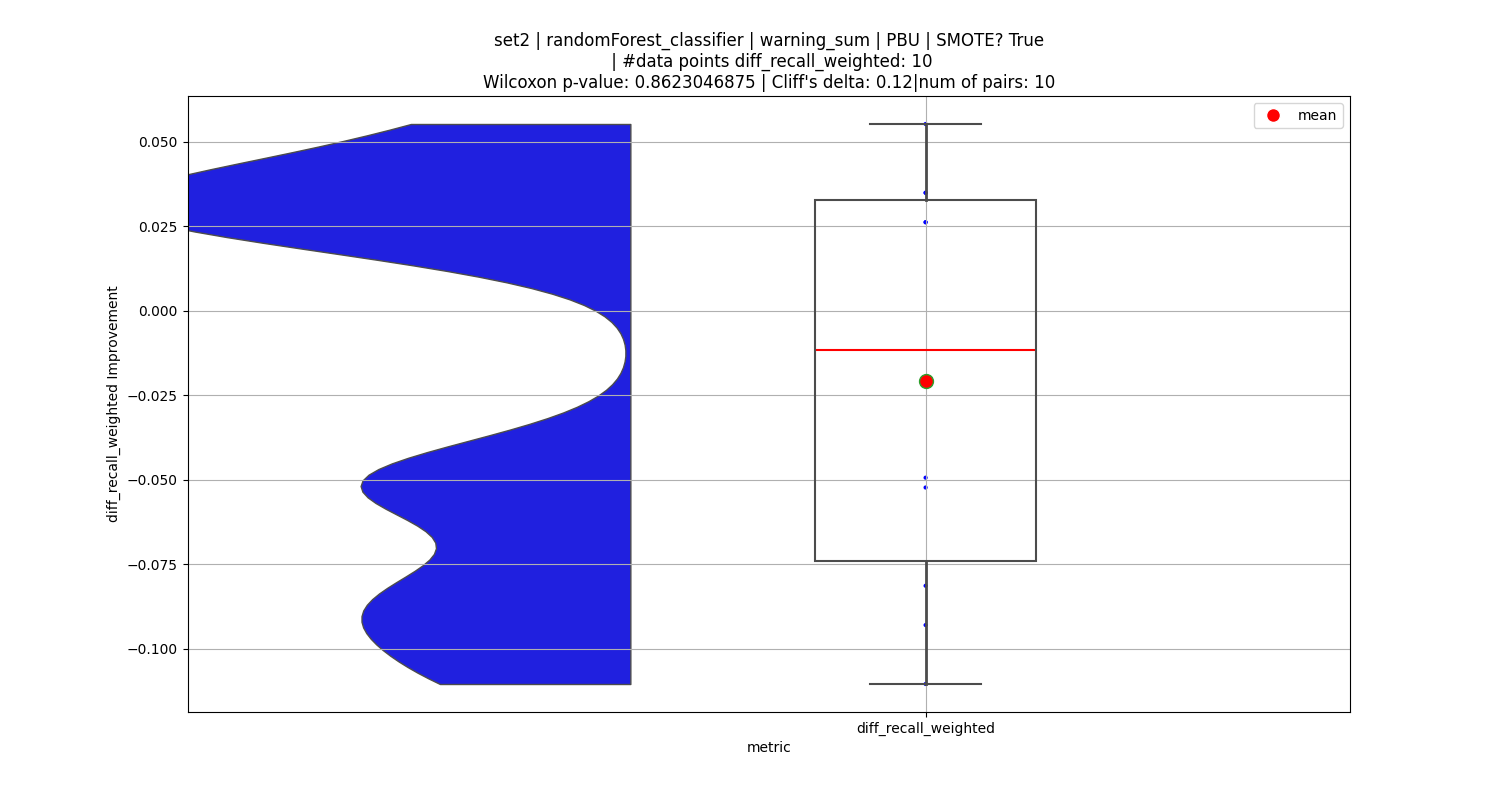 set2 | randomForest_classifier | warning_sum | PBU | SMOTE? True
| #data points diff_recall_weighted: 10
Wilcoxon p-value: 0.8623046875 | Cliff's delta: 0.12|num of pairs: 10
mean
0.050
0.025
0.000
−0.025
−0.050
−0.075
−0.100
diff_recall_weighted Improvement
diff_recall_weighted
metric